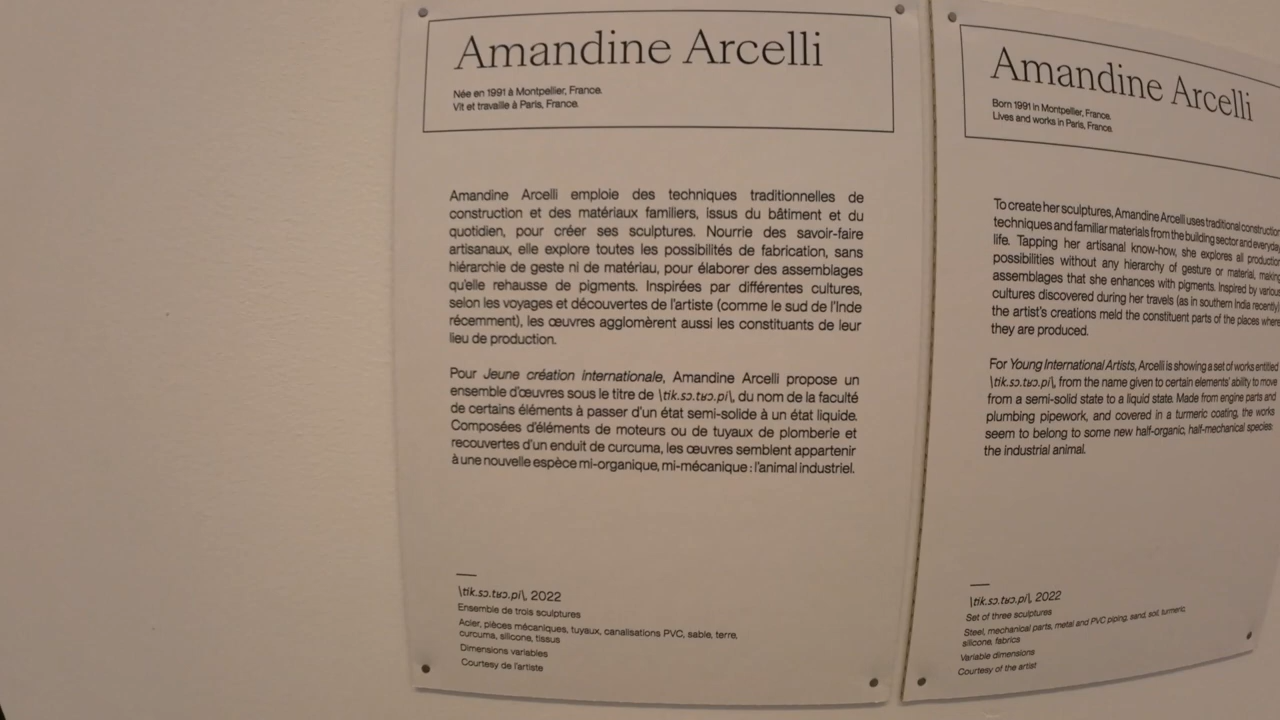 Amandine Arcelli
Née en 1991 à Montpellier, France.
Vit et travaille à Paris, France.
Amandine Arcelli emploie des techniques traditionnelles de
construction et des matériaux familiers, issus du bâtiment et du
quotidien, pour créer ses sculptures. Nourrie des savoir-faire
artisanaux, elle explore toutes les possibilités de fabrication, sans
hiérarchie de geste ni de matériau, pour élaborer des assemblages
qu'elle rehausse de pigments. Inspirées par différentes cultures,
selon les voyages et découvertes de l'artiste (comme le sud de l'Inde
récemment), les œuvres agglomèrent aussi les constituants de leur
lieu de production.
Pour Jeune création internationale, Amandine Arcelli propose un
ensemble d'œuvres sous le titre de \tik.sɔ.tʁɔ.pi\, du nom de la faculté
de certains éléments à passer d'un état semi-solide à un état liquide.
Composées d'éléments de moteurs ou de tuyaux de plomberie et
recouvertes d'un enduit de curcuma, les œuvres semblent appartenir
à une nouvelle espèce mi-organique, mi-mécanique : l'animal industriel.
\tik.sɔ.tʁɔ.pi\, 2022
Ensemble de trois sculptures
Acier, pièces mécaniques, tuyaux, canalisations PVC, sable, terre,
curcuma, silicone, tissus
Dimensions variables
Courtesy de l'artiste
Amandine Arcelli
Born 1991 in Montpellier, France.
Lives and works in Paris, France.
To create her sculptures, Amandine Arcelli uses traditional construction
techniques and familiar materials from the building sector and everyday
life. Tapping her artisanal know-how, she explores all production
possibilities without any hierarchy of gesture or material, making
assemblages that she enhances with pigments. Inspired by various
cultures discovered during her travels (as in southern India recently)
the artist's creations meld the constituent parts of the places where
they are produced.
For Young International Artists, Arcelli is showing a set of works entitled
\tik.sɔ.tʁɔ.pi\, from the name given to certain elements' ability to move
from a semi-solid state to a liquid state. Made from engine parts and
plumbing pipework, and covered in a turmeric coating, the works
seem to belong to some new half-organic, half-mechanical species:
the industrial animal.
\tik.sɔ.tʁɔ.pi\, 2022
Set of three sculptures
Steel, mechanical parts, metal and PVC piping, sand, soil, turmeric,
silicone, fabrics
Variable dimensions
Courtesy of the artist